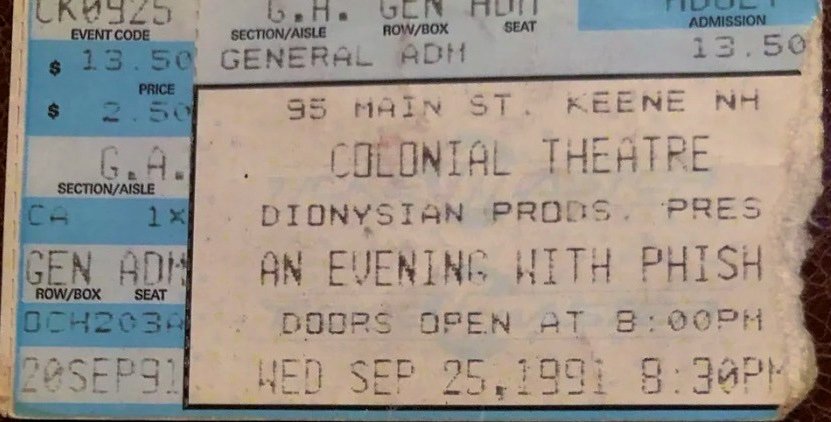 CK0925 G.A. GEN ADM ADULT
EVENT CODE SECTION/AISLE ROW/BOX SEAT ADMISSION
$ 13.50 GENERAL ADM 13.50
PRICE
$ 2.50 95 MAIN ST. KEENE NH
G.A. COLONIAL THEATRE
SECTION/AISLE
CA 1X DIONYSIAN PRODS. PRES
GEN ADM AN EVENING WITH PHISH
ROW/BOX SEAT
OCH203A DOORS OPEN AT 8:00PM
20SEP91 WED SEP 25,1991 8:30PM